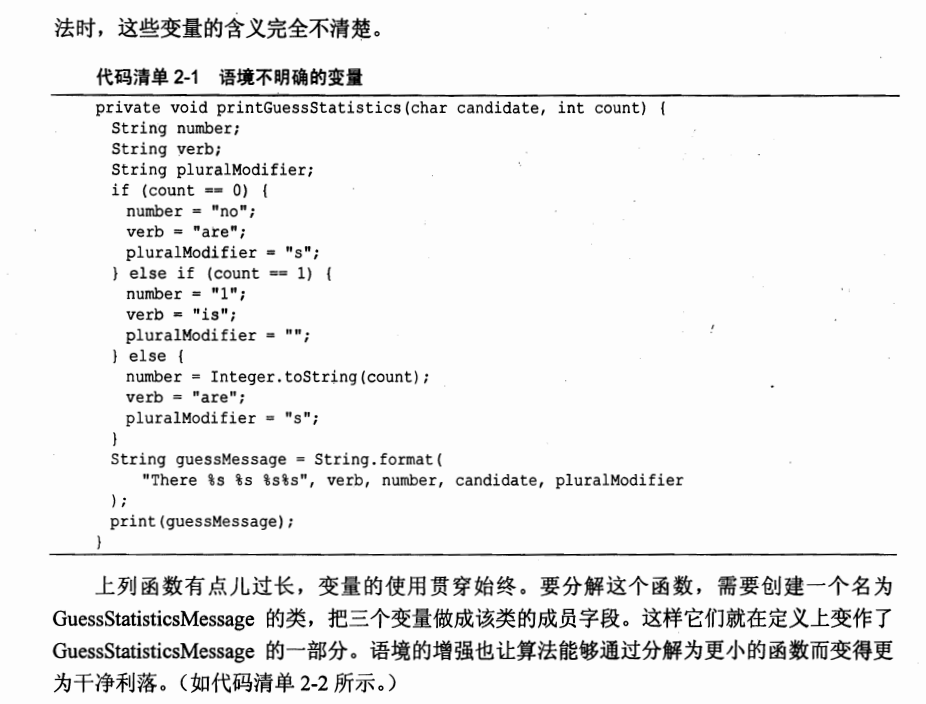 法时，这些变量的含义完全不清楚。
代码清单 2-1 语境不明确的变量
private void printGuessStatistics(char candidate, int count) {
String number;
String verb;
String pluralModifier;
if (count == 0) {
number = "no";
verb = "are";
pluralModifier = "s";
} else if (count == 1) {
number = "1";
verb = "is";
pluralModifier = "";
} else {
number = Integer.toString(count);
verb = "are";
pluralModifier = "s";
}
String guessMessage = String.format(
"There %s %s %s%s", verb, number, candidate, pluralModifier
);
print(guessMessage);
}
上列函数有点儿过长，变量的使用贯穿始终。要分解这个函数，需要创建一个名为
GuessStatisticsMessage 的类，把三个变量做成该类的成员字段。这样它们就在定义上变作了
GuessStatisticsMessage 的一部分。语境的增强也让算法能够通过分解为更小的函数而变得更
为干净利落。（如代码清单 2-2 所示。）